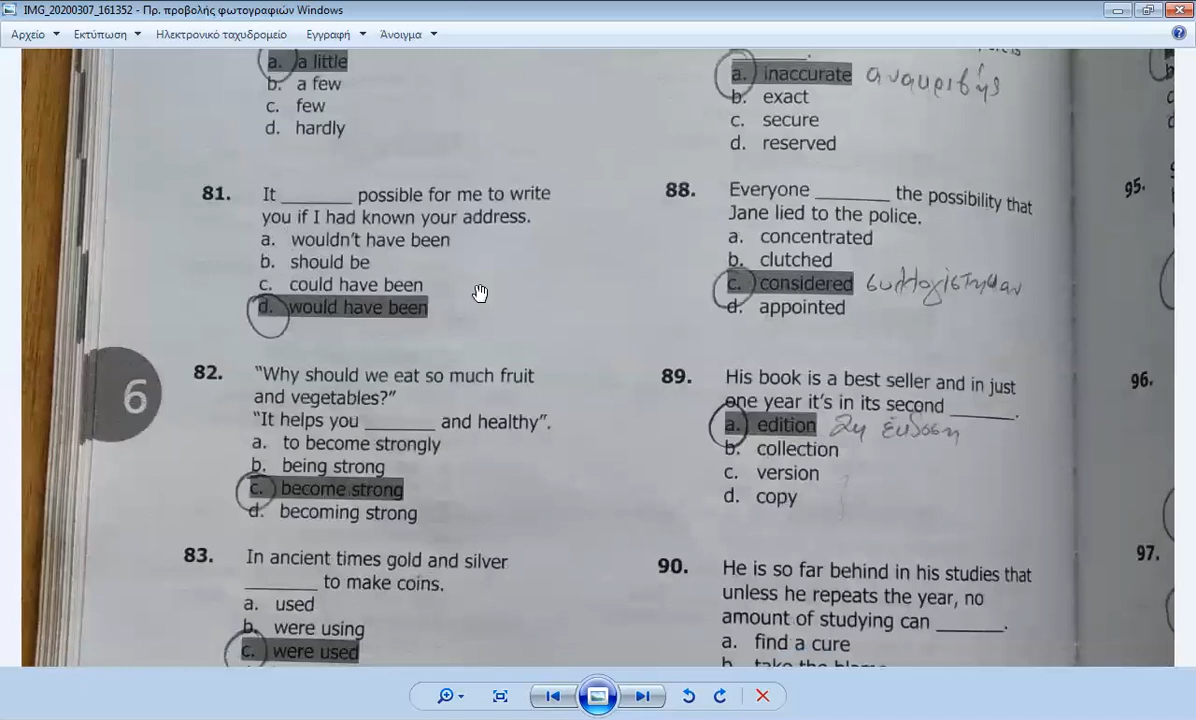 IMG_20200307_161352 - Πρ. προβολής φωτογραφιών Windows
Αρχείο Εκτύπωση Ηλεκτρονικό ταχυδρομείο Εγγραφή Άνοιγμα
a. a little
b. a few
c. few
d. hardly
81. It _______ possible for me to write
you if I had known your address.
a. wouldn't have been
b. should be
c. could have been
d. would have been
6
82. "Why should we eat so much fruit
and vegetables?"
"It helps you _______ and healthy".
a. to become strongly
b. being strong
c. become strong
d. becoming strong
83. In ancient times gold and silver
_______ to make coins.
a. used
b. were using
c. were used
a. inaccurate ανακριβής
b. exact
c. secure
d. reserved
88. Everyone _______ the possibility that
Jane lied to the police.
a. concentrated
b. clutched
c. considered συλλογίστηκαν
d. appointed
89. His book is a best seller and in just
one year it's in its second _______.
a. edition 2η έκδοση
b. collection
c. version
d. copy
90. He is so far behind in his studies that
unless he repeats the year, no
amount of studying can _______.
a. find a cure
b. take the blame
95.
96.
97.